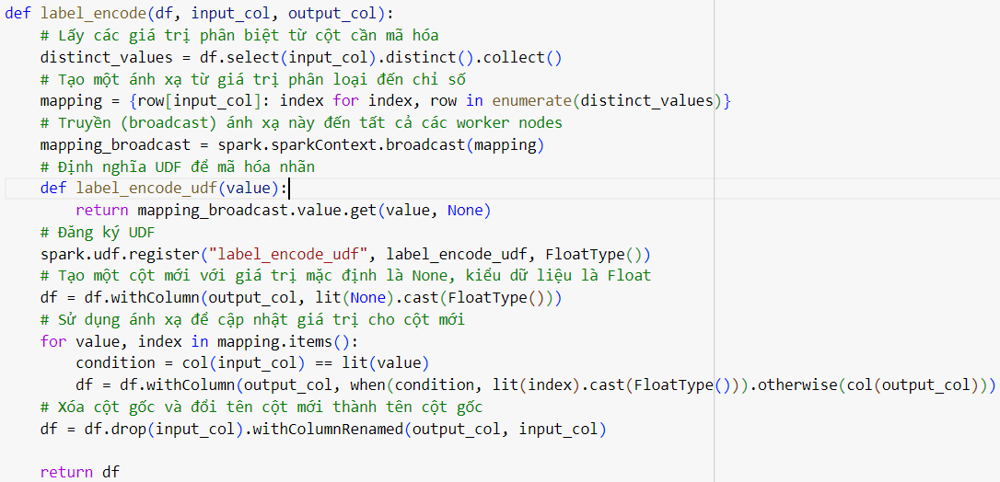 def label_encode(df, input_col, output_col):
    # Lấy các giá trị phân biệt từ cột cần mã hóa
    distinct_values = df.select(input_col).distinct().collect()
    # Tạo một ánh xạ từ giá trị phân loại đến chỉ số
    mapping = {row[input_col]: index for index, row in enumerate(distinct_values)}
    # Truyền (broadcast) ánh xạ này đến tất cả các worker nodes
    mapping_broadcast = spark.sparkContext.broadcast(mapping)
    # Định nghĩa UDF để mã hóa nhãn
    def label_encode_udf(value):
        return mapping_broadcast.value.get(value, None)
    # Đăng ký UDF
    spark.udf.register("label_encode_udf", label_encode_udf, FloatType())
    # Tạo một cột mới với giá trị mặc định là None, kiểu dữ liệu là Float
    df = df.withColumn(output_col, lit(None).cast(FloatType()))
    # Sử dụng ánh xạ để cập nhật giá trị cho cột mới
    for value, index in mapping.items():
        condition = col(input_col) == lit(value)
        df = df.withColumn(output_col, when(condition, lit(index).cast(FloatType())).otherwise(col(output_col)))
    # Xóa cột gốc và đổi tên cột mới thành tên cột gốc
    df = df.drop(input_col).withColumnRenamed(output_col, input_col)
    return df